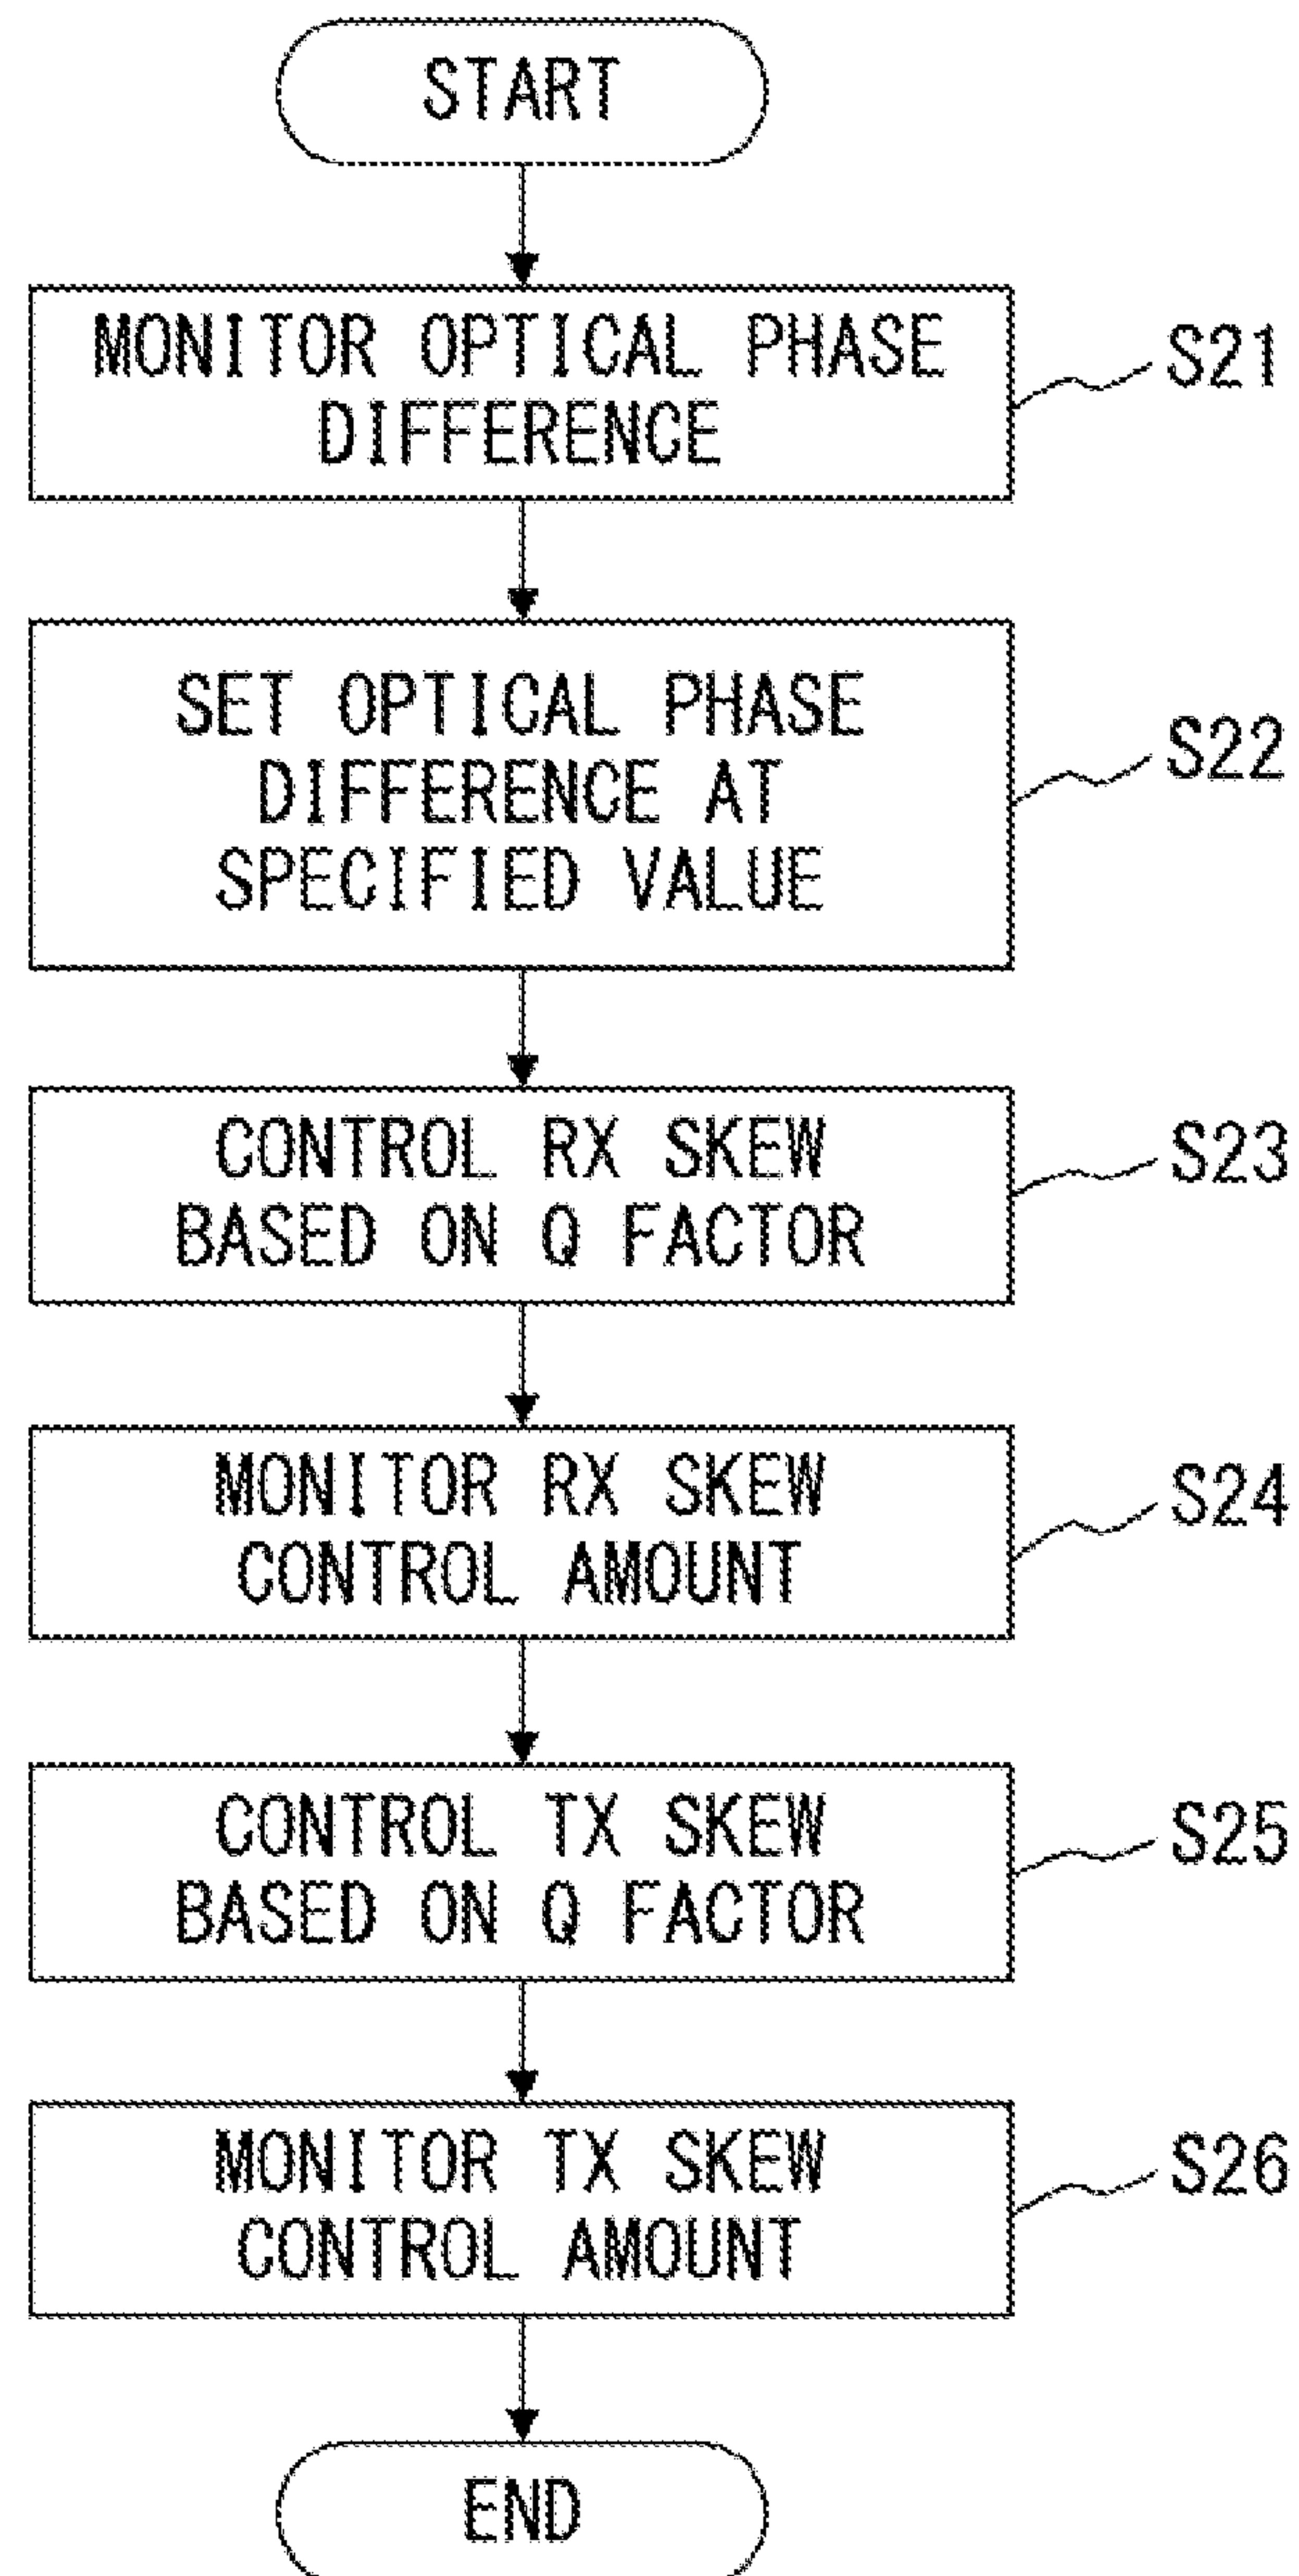 START
MONITOR OPTICAL PHASE
DIFFERENCE
S21
SET OPTICAL PHASE
DIFFERENCE AT
SPECIFIED VALUE
S22
CONTROL RX SKEW
BASED ON Q FACTOR
S23
MONITOR RX SKEW
CONTROL AMOUNT
S24
CONTROL TX SKEW
BASED ON Q FACTOR
S25
MONITOR TX SKEW
CONTROL AMOUNT
S26
END